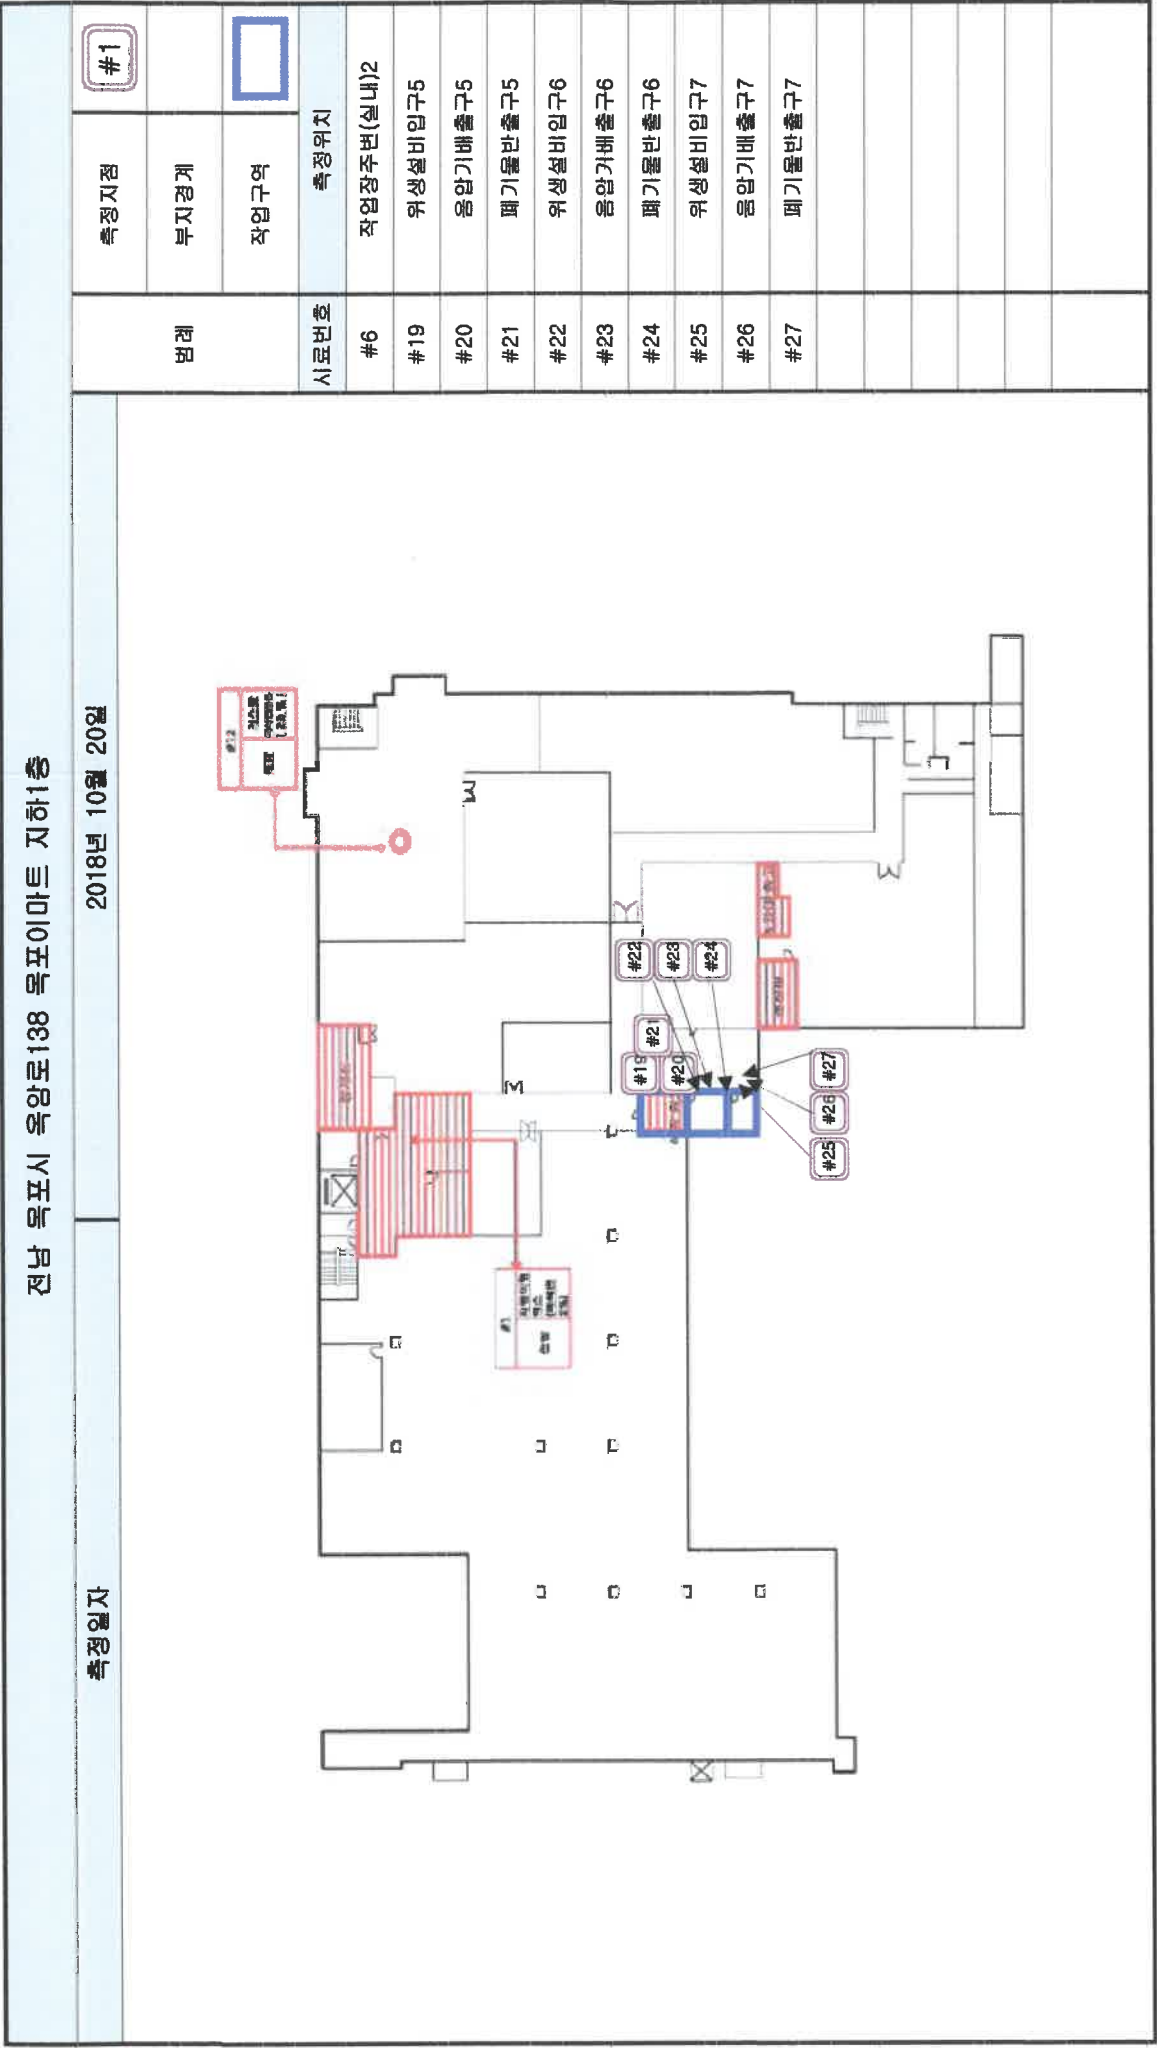 전남 목포시 옥암로138 목포이마트 지하1층
측정일자 2018년 10월 20일
범례 측정지점 #1
부지경계
작업구역
시료번호 측정위치
#6 작업장주변(실내)2
#19 위생설비입구5
#20 음압기배출구5
#21 폐기물반출구5
#22 위생설비입구6
#23 음압기배출구6
#24 폐기물반출구6
#25 위생설비입구7
#26 음압기배출구7
#27 폐기물반출구7
#12
#1
#19
#20
#21
#22
#23
#24
#25
#26
#27